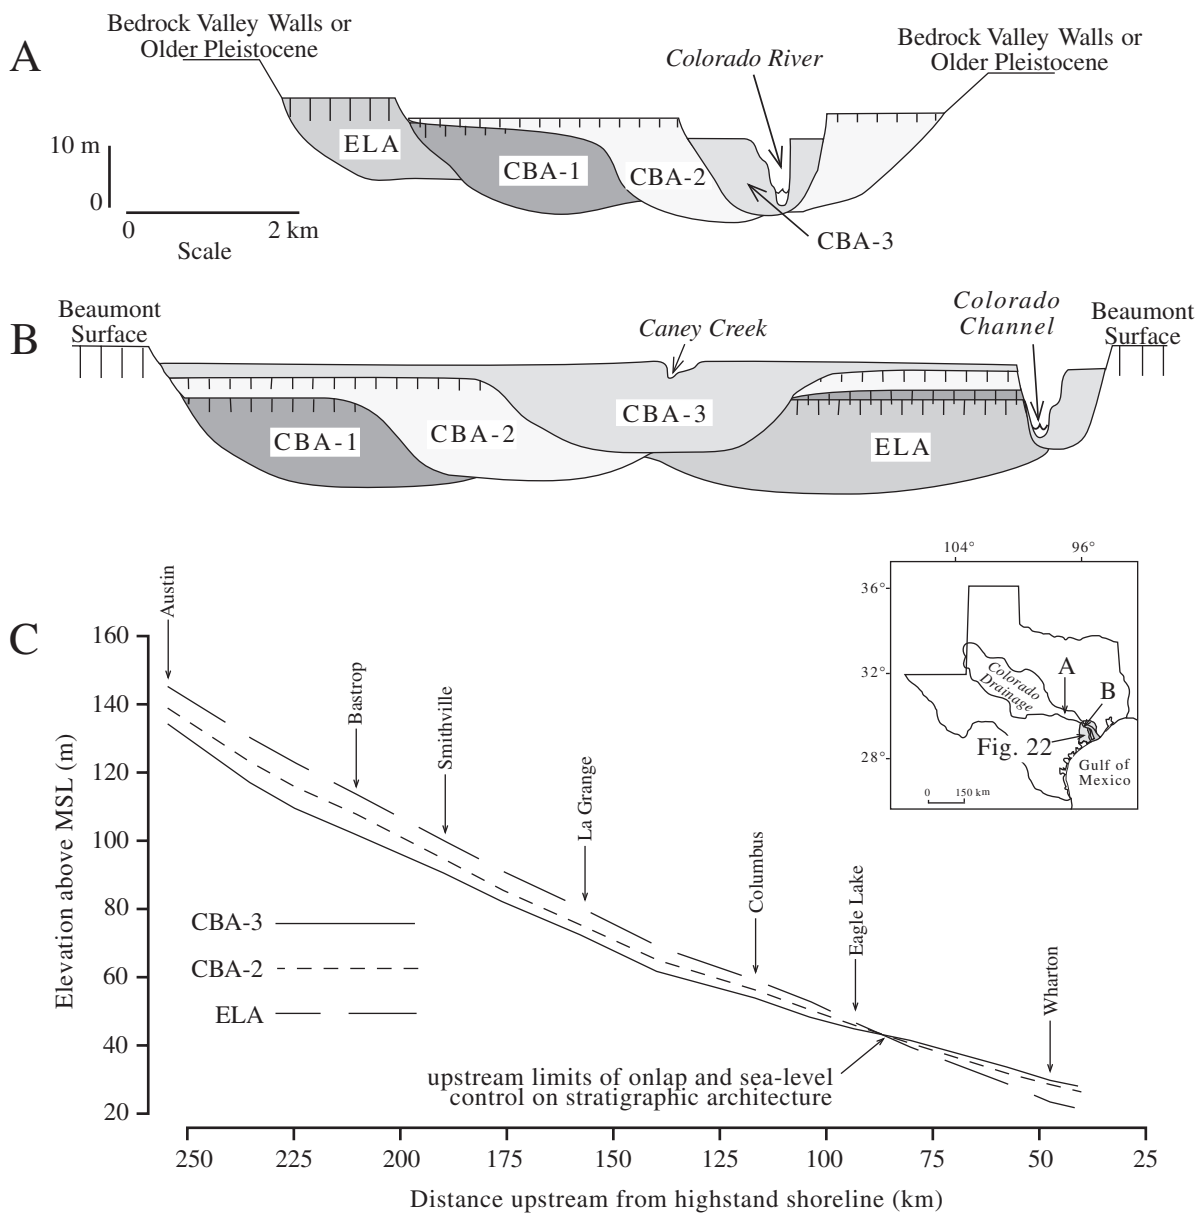 A
Bedrock Valley Walls or
Older Pleistocene
Colorado River
Bedrock Valley Walls or
Older Pleistocene
10 m
0
0
2 km
Scale
ELA
CBA-1
CBA-2
CBA-3
B
Beaumont
Surface
Caney Creek
Colorado
Channel
Beaumont
Surface
CBA-1
CBA-2
CBA-3
ELA
104°
96°
36°
32°
28°
Colorado
Drainage
A
B
Fig. 22
Gulf of
Mexico
0
150 km
C
Elevation above MSL (m)
160
140
120
100
80
60
40
20
Austin
Bastrop
Smithville
La Grange
Columbus
Eagle Lake
Wharton
CBA-3
CBA-2
ELA
upstream limits of onlap and sea-level
control on stratigraphic architecture
250
225
200
175
150
125
100
75
50
25
Distance upstream from highstand shoreline (km)